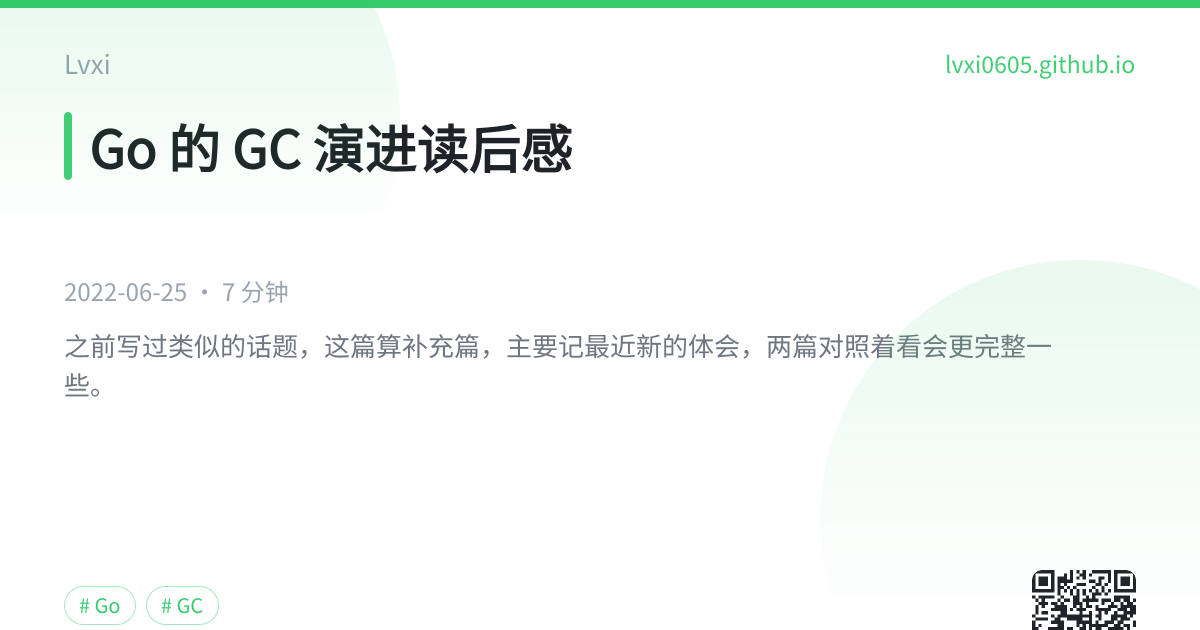 Lvxi
lvxi0605.github.io
Go 的 GC 演进读后感
2022-06-25 · 7 分钟
之前写过类似的话题，这篇算补充篇，主要记最近新的体会，两篇对照着看会更完整一
些。
# Go
# GC